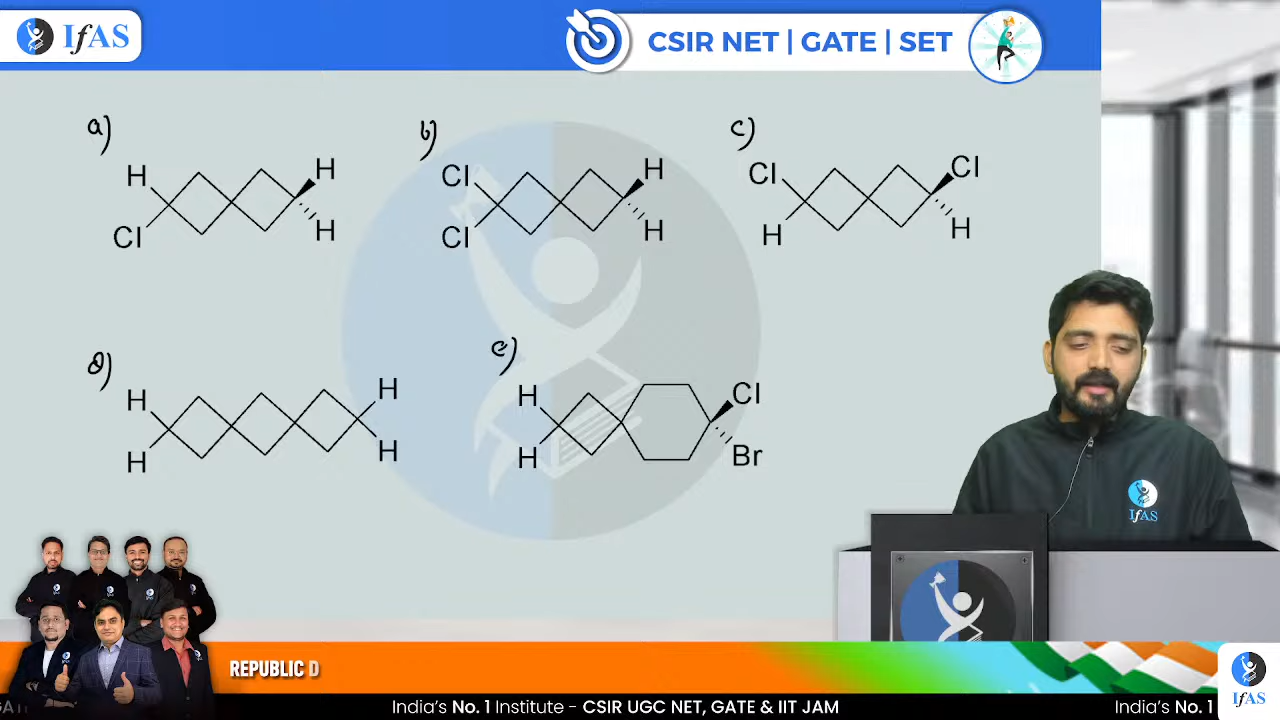 IfAS
CSIR NET | GATE | SET
a)
b)
c)
H
H
Cl
H
Cl
H
Cl
H
Cl
Cl
H
H
d)
e)
H
H
H
H
H
Cl
H
Br
IfAS
REPUBLIC D
India's No. 1 Institute - CSIR UGC NET, GATE & IIT JAM
India's No. 1
IfAS